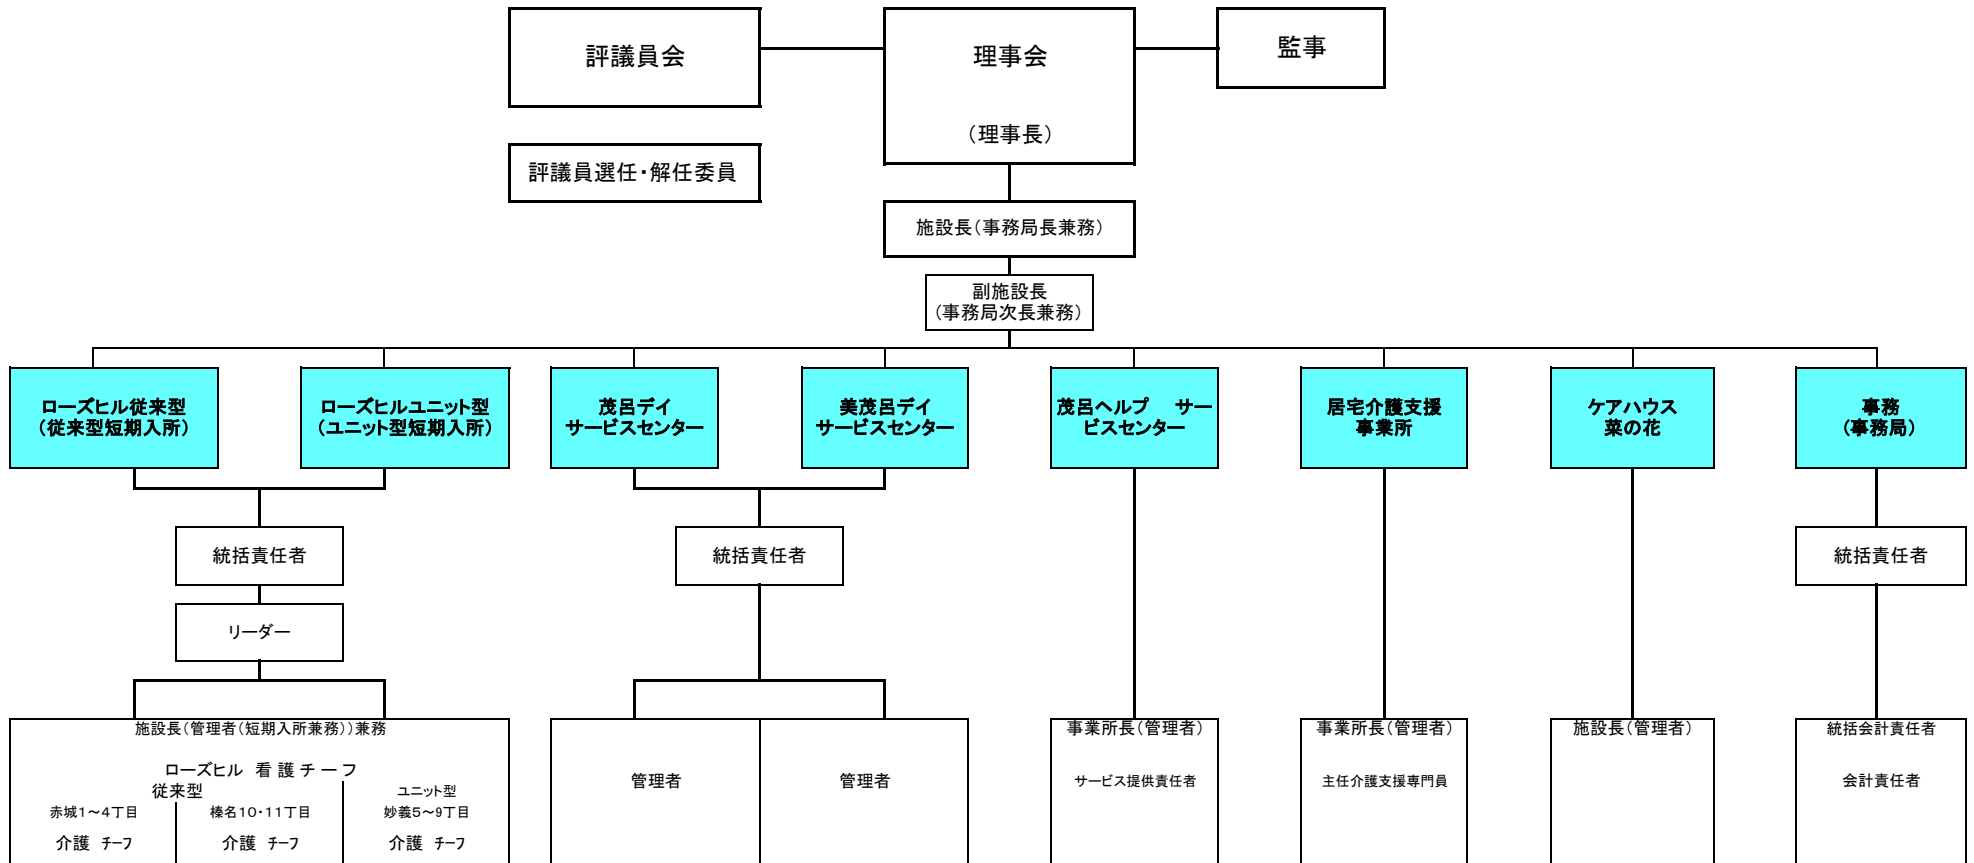 評議員会
理事会
監事
（理事長）
評議員選任・解任委員
施設長（事務局長兼務）
副施設長
（事務局次長兼務）
ローズヒル従来型
（従来型短期入所）
ローズヒルユニット型
（ユニット型短期入所）
茂呂デイ
サービスセンター
美茂呂デイ
サービスセンター
茂呂ヘルプ　サー
ビスセンター
居宅介護支援
事業所
ケアハウス
菜の花
事務
（事務局）
統括責任者
統括責任者
統括責任者
リーダー
施設長（管理者（短期入所兼務））兼務
ローズヒル 看 護 チ ー フ
従来型
ユニット型
赤城1～4丁目
榛名10・11丁目
妙義5～9丁目
介護 チーフ
介護 チーフ
介護 チーフ
管理者
管理者
事業所長（管理者）
サービス提供責任者
事業所長（管理者）
主任介護支援専門員
施設長（管理者）
統括会計責任者
会計責任者